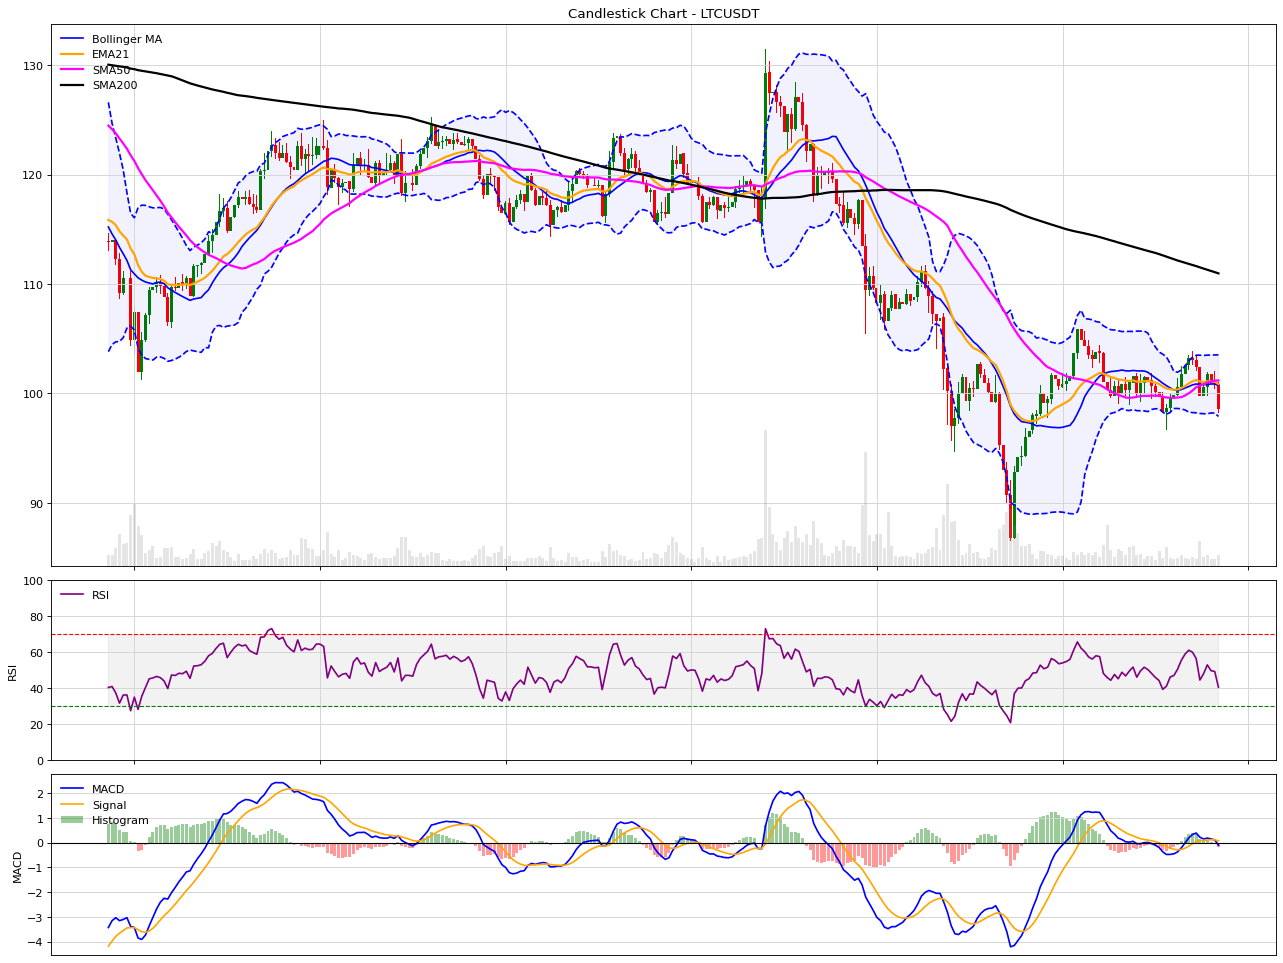 Candlestick Chart - LTCUSDT
Bollinger MA
EMA21
SMA50
SMA200
130
120
110
100
90
RSI
100
80
60
40
20
0
RSI
MACD
Signal
Histogram
2
1
0
−1
−2
−3
−4
MACD